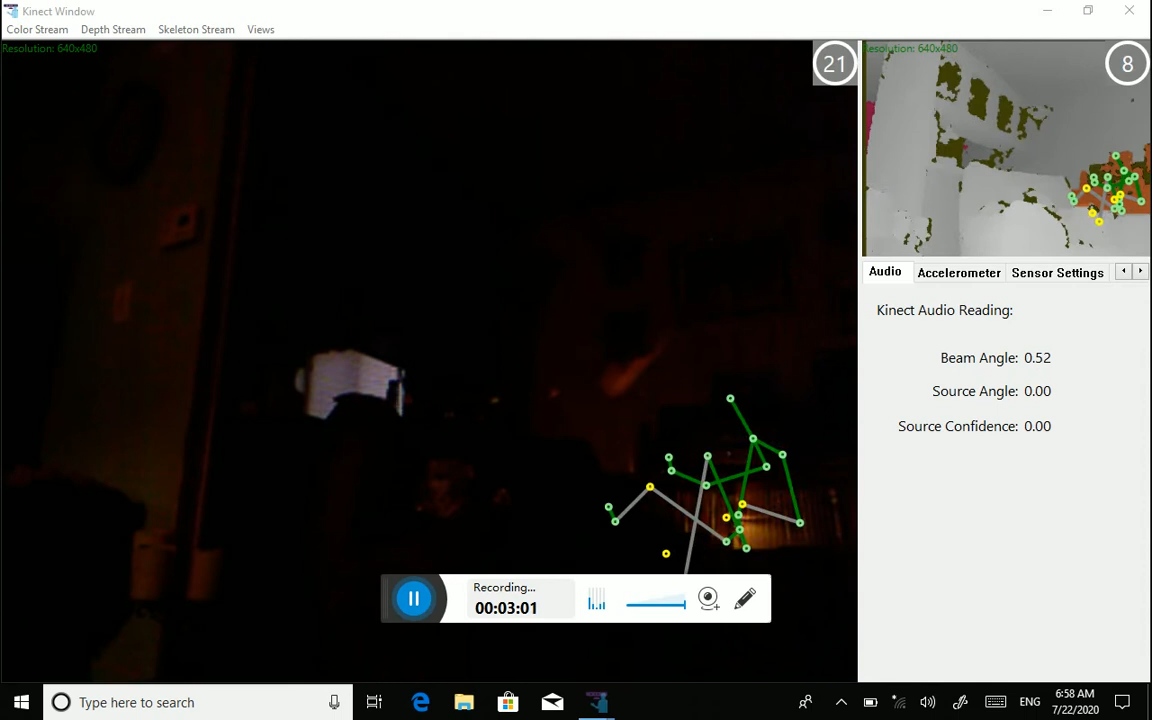 Kinect Window
Color Stream Depth Stream Skeleton Stream Views
Resolution: 640x480
21
esolution: 640x480
8
Audio Accelerometer Sensor Settings
Kinect Audio Reading:
Beam Angle: 0.52
Source Angle: 0.00
Source Confidence: 0.00
Recording...
00:03:01
Type here to search
ENG
6:58 AM
7/22/2020